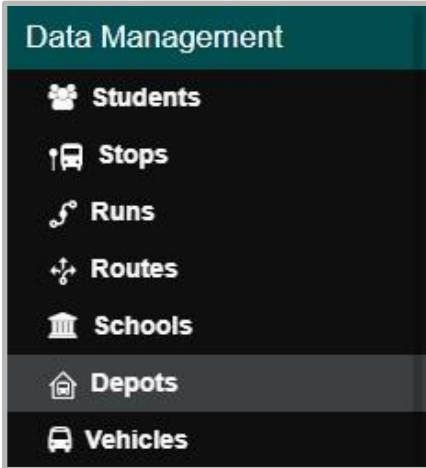 Data Management
Students
Stops
Runs
Routes
Schools
Depots
Vehicles